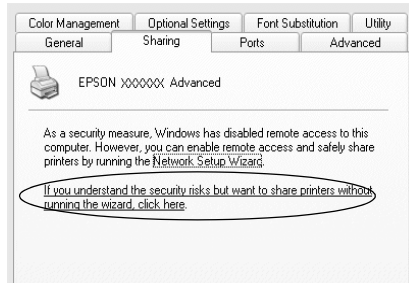 Color Management Optional Settings Font Substitution Utility
General Sharing Ports Advanced
EPSON XXXXXX Advanced
As a security measure, Windows has disabled remote access to this
computer. However, you can enable remote access and safely share
printers by running the Network Setup Wizard.
If you understand the security risks but want to share printers without
running the wizard, click here.